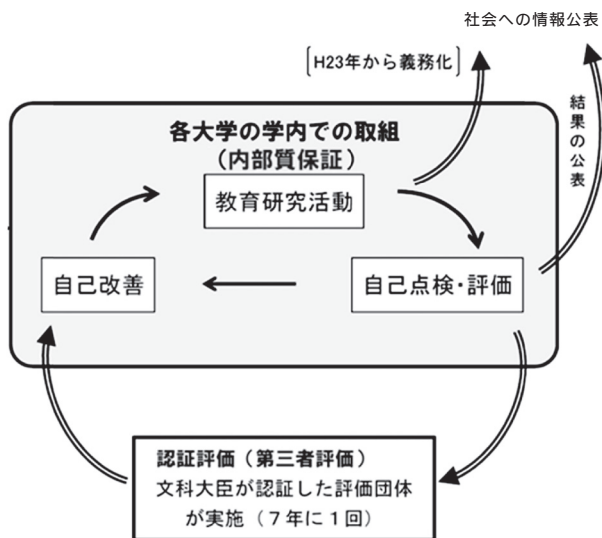 社会への情報公表
〔H23年から義務化〕
結果の公表
各大学の学内での取組
(内部質保証)
教育研究活動
自己改善
自己点検・評価
認証評価(第三者評価)
文科大臣が認証した評価団体
が実施(7年に1回)